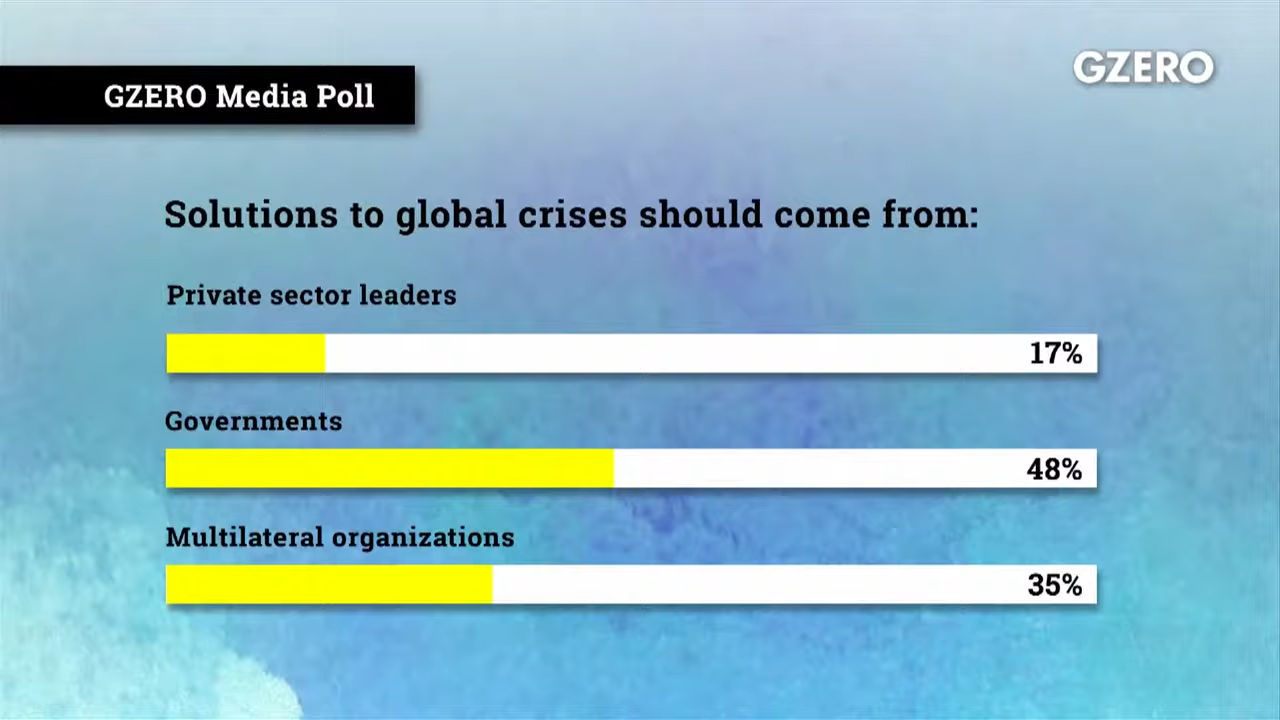 GZERO Media Poll
GZERO
Solutions to global crises should come from:
Private sector leaders
17%
Governments
48%
Multilateral organizations
35%